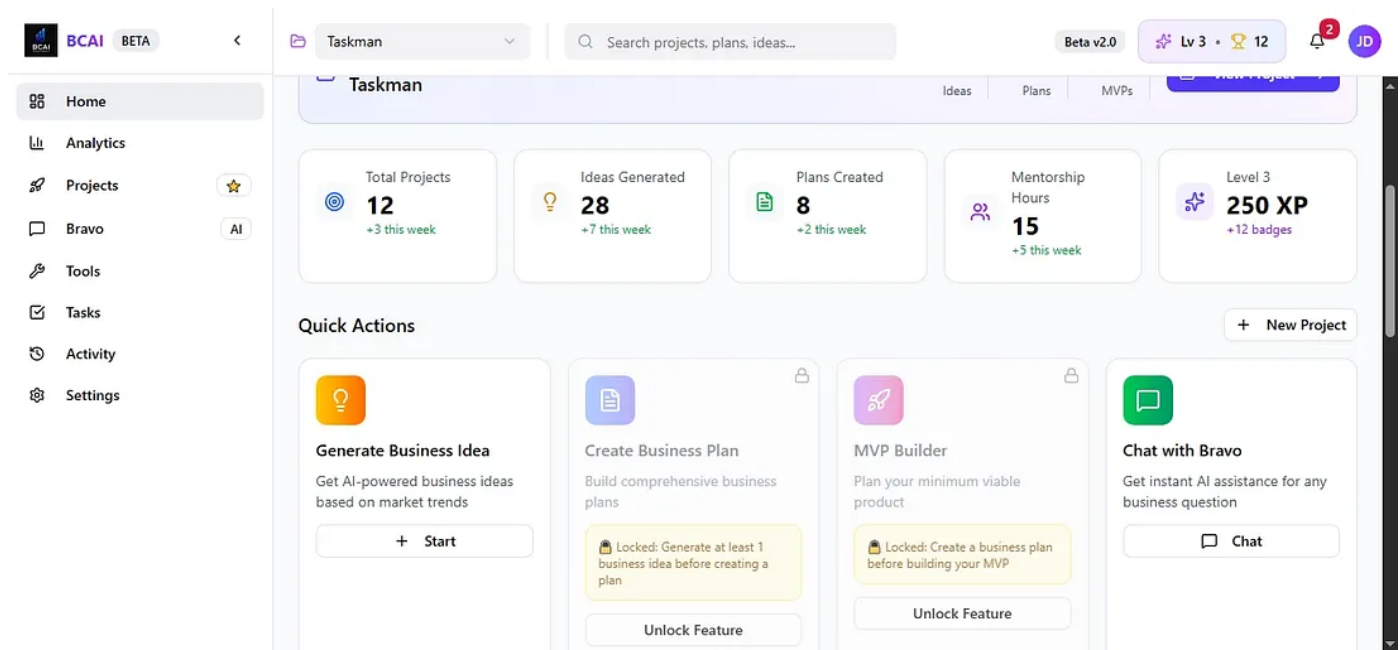 BCAI
BCAI BETA
Taskman
Search projects, plans, ideas...
Beta v2.0
Lv 3 • 12
2
JD
Home
Analytics
Projects
Bravo AI
Tools
Tasks
Activity
Settings
Taskman
Ideas
Plans
MVPs
View Project
Total Projects
12
+3 this week
Ideas Generated
28
+7 this week
Plans Created
8
+2 this week
Mentorship
Hours
15
+5 this week
Level 3
250 XP
+12 badges
Quick Actions
+ New Project
Generate Business Idea
Get AI-powered business ideas
based on market trends
+ Start
Create Business Plan
Build comprehensive business
plans
🔒 Locked: Generate at least 1
business idea before creating a
plan
Unlock Feature
MVP Builder
Plan your minimum viable
product
🔒 Locked: Create a business plan
before building your MVP
Unlock Feature
Chat with Bravo
Get instant AI assistance for any
business question
Chat